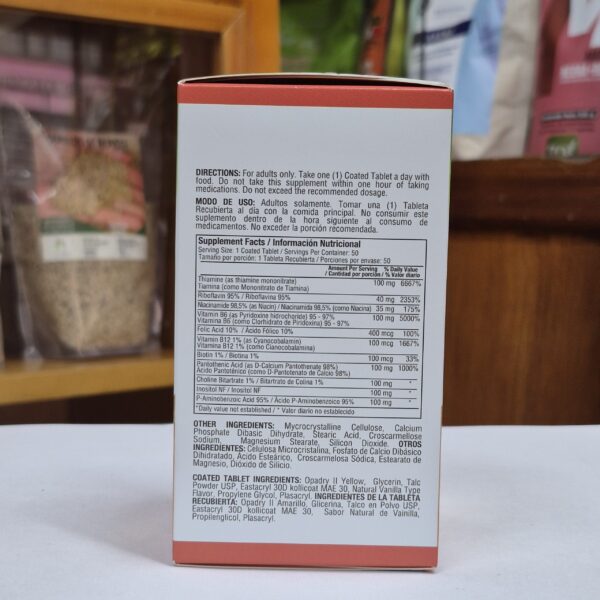 DIRECTIONS: For adults only. Take one (1) Coated Tablet a day with
food. Do not take this supplement within one hour of taking
medications. Do not exceed the recommended dosage.
MODO DE USO: Adultos solamente. Tomar una (1) Tableta
Recubierta al día con la comida principal. No consumir este
suplemento dentro de la hora siguiente al consumo de
medicamentos. No exceder la porción recomendada.
Supplement Facts / Información Nutricional
Serving Size: 1 Coated Tablet / Servings Per Container: 50
Tamaño por porción: 1 Tableta Recubierta / Porciones por envase: 50
Amount Per Serving % Daily Value
/ Cantidad por porción / % Valor diario
Thiamine (as thiamine mononitrate) 100 mg 6667%
Tiamina (como Mononitrato de Tiamina)
Riboflavin 95% / Riboflavina 95% 40 mg 2353%
Niacinamide 98,5% (as Niacin) / Niacinamida 98,5% (como Niacina) 35 mg 175%
Vitamin B6 (as Pyridoxine hidrochoride) 95 - 97% 100 mg 5000%
Vitamina B6 (como Clorhidrato de Piridoxina) 95 - 97%
Folic Acid 10% / Ácido Fólico 10% 400 mcg 100%
Vitamin B12 1% (as Cyanocobalamin) 100 mcg 1667%
Vitamina B12 1% (como Cianocobalamina)
Biotin 1% / Biotina 1% 100 mcg 33%
Pantothenic Acid (as D-Calcium Pantothenate 98%) 100 mg 1000%
Ácido Pantoténico (como D-Pantotenato de Calcio 98%)
Choline Bitartrate 1% / Bitartrato de Colina 1% 100 mg *
Inositol NF / Inositol NF 100 mg *
P-Aminobenzoic Acid 95% / Ácido P-Aminobenzoico 95% 100 mg *
*Daily value not established / * Valor diario no establecido
OTHER INGREDIENTS: Mycrocrystalline Cellulose, Calcium
Phosphate Dibasic Dihydrate, Stearic Acid, Croscarmellose
Sodium, Magnesium Stearate, Silicon Dioxide. OTROS
INGREDIENTES: Celulosa Microcristalina, Fosfato de Calcio Dibásico
Dihidratado, Ácido Esteárico, Croscarmelosa Sódica, Estearato de
Magnesio, Dióxido de Silicio.
COATED TABLET INGREDIENTS: Opadry II Yellow, Glycerin, Talc
Powder USP, Eastacryl 30D kollicoat MAE 30, Natural Vanilla Type
Flavor, Propylene Glycol, Plasacryl. INGREDIENTES DE LA TABLETA
RECUBIERTA: Opadry II Amarillo, Glicerina, Talco en Polvo USP,
Eastacryl 30D kollicoat MAE 30, Sabor Natural de Vainilla,
Propilenglicol, Plasacryl.